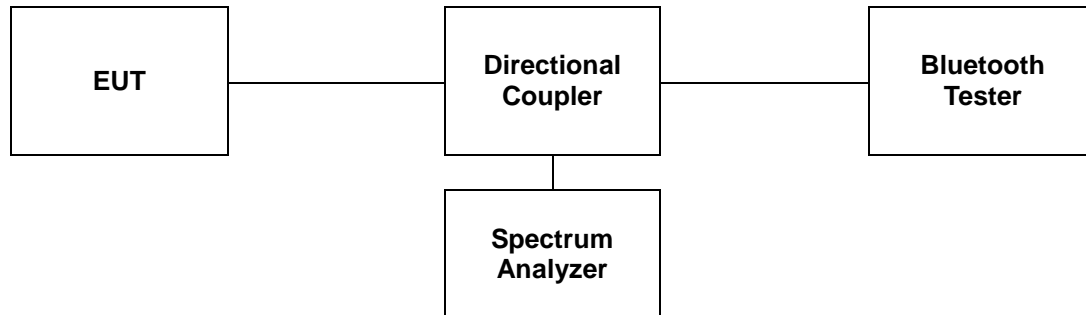 EUT
Directional
Coupler
Bluetooth
Tester
Spectrum
Analyzer